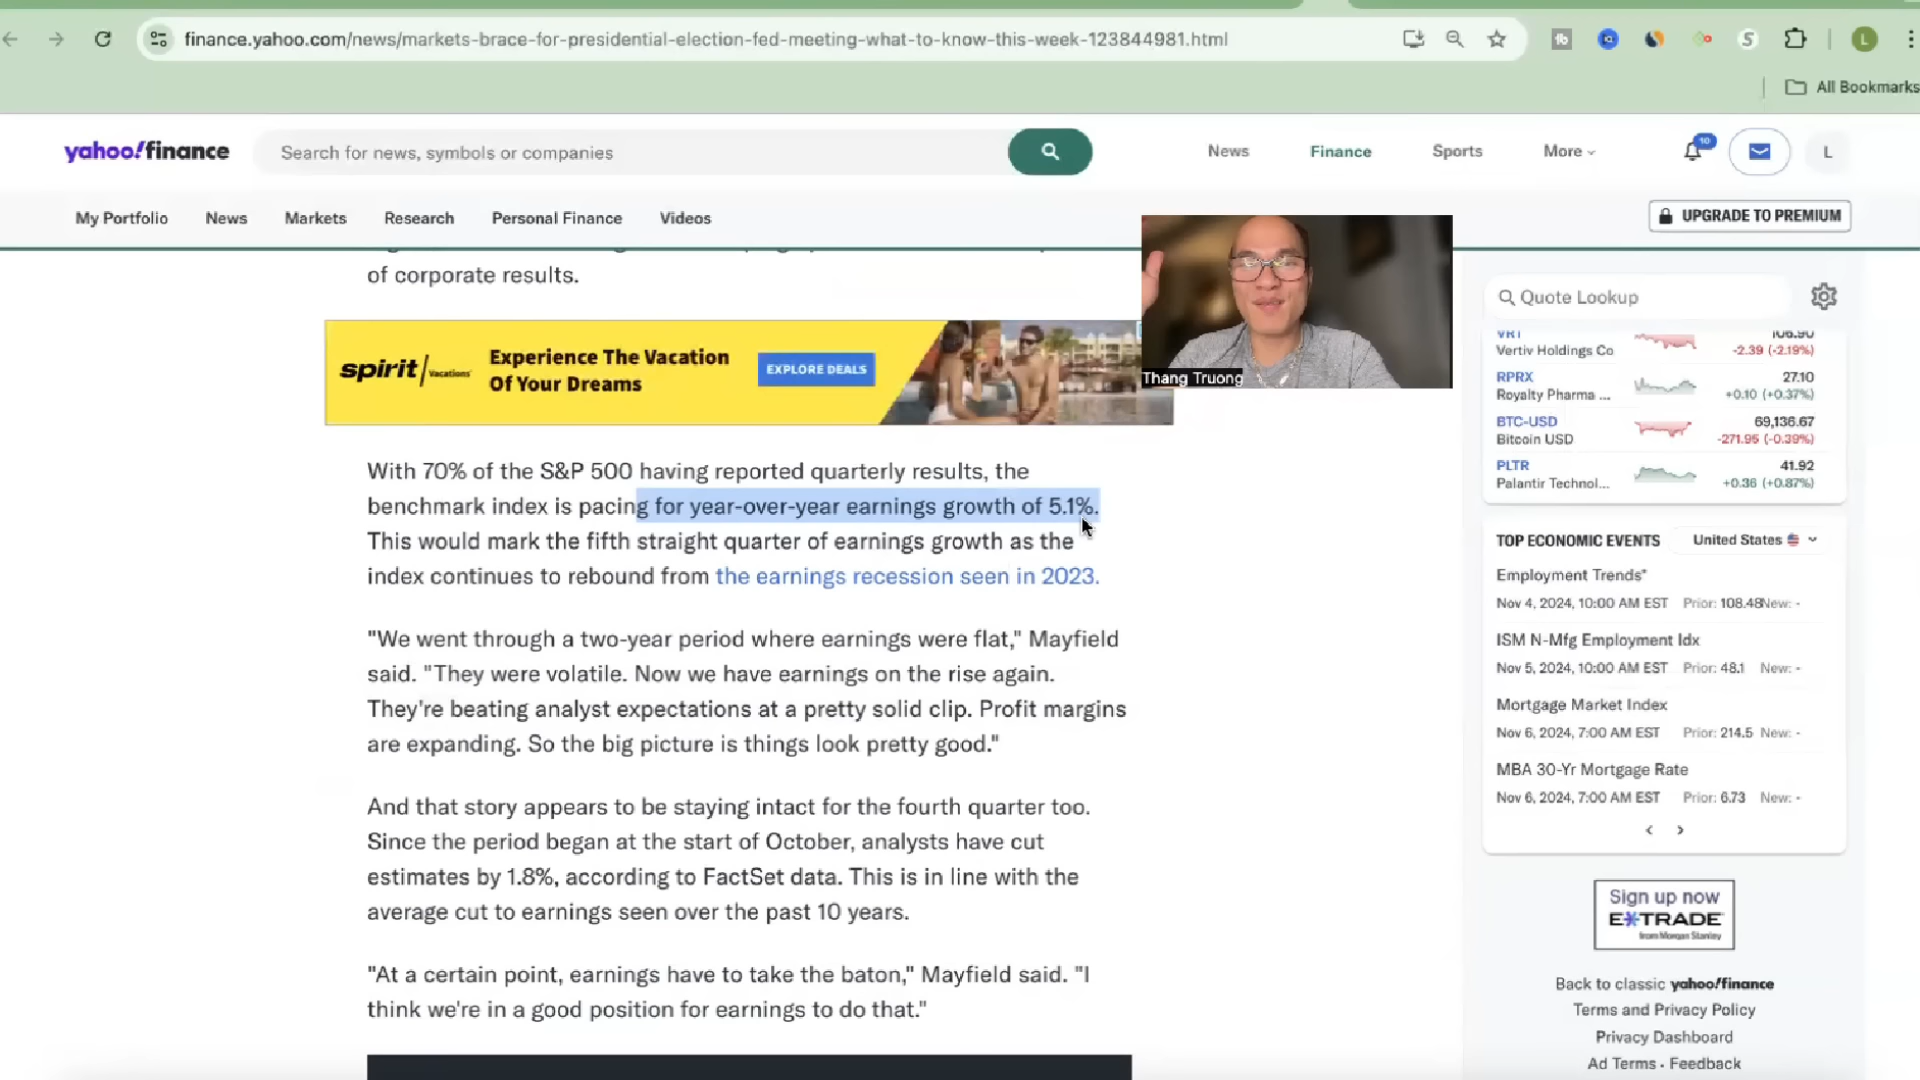 finance.yahoo.com/news/markets-brace-for-presidential-election-fed-meeting-what-to-know-this-week-123844981.html
L
All Bookmarks
yahoo!finance
Search for news, symbols or companies
News
Finance
Sports
More
10
L
My Portfolio
News
Markets
Research
Personal Finance
Videos
UPGRADE TO PREMIUM
of corporate results.
spirit Vacations
Experience The Vacation
Of Your Dreams
EXPLORE DEALS
Thang Truong
With 70% of the S&P 500 having reported quarterly results, the
benchmark index is pacing for year-over-year earnings growth of 5.1%.
This would mark the fifth straight quarter of earnings growth as the
index continues to rebound from the earnings recession seen in 2023.
"We went through a two-year period where earnings were flat," Mayfield
said. "They were volatile. Now we have earnings on the rise again.
They're beating analyst expectations at a pretty solid clip. Profit margins
are expanding. So the big picture is things look pretty good."
And that story appears to be staying intact for the fourth quarter too.
Since the period began at the start of October, analysts have cut
estimates by 1.8%, according to FactSet data. This is in line with the
average cut to earnings seen over the past 10 years.
"At a certain point, earnings have to take the baton," Mayfield said. "I
think we're in a good position for earnings to do that."
Quote Lookup
VRT 106.90
Vertiv Holdings Co -2.39 (-2.19%)
RPRX 27.10
Royalty Pharma ... +0.10 (+0.37%)
BTC-USD 69,136.67
Bitcoin USD -271.95 (-0.39%)
PLTR 41.92
Palantir Technol... +0.36 (+0.87%)
TOP ECONOMIC EVENTS United States
Employment Trends*
Nov 4, 2024, 10:00 AM EST Prior: 108.48 New: -
ISM N-Mfg Employment Idx
Nov 5, 2024, 10:00 AM EST Prior: 48.1 New: -
Mortgage Market Index
Nov 6, 2024, 7:00 AM EST Prior: 214.5 New: -
MBA 30-Yr Mortgage Rate
Nov 6, 2024, 7:00 AM EST Prior: 6.73 New: -
Sign up now
E*TRADE
from Morgan Stanley
Back to classic yahoo!finance
Terms and Privacy Policy
Privacy Dashboard
Ad Terms • Feedback